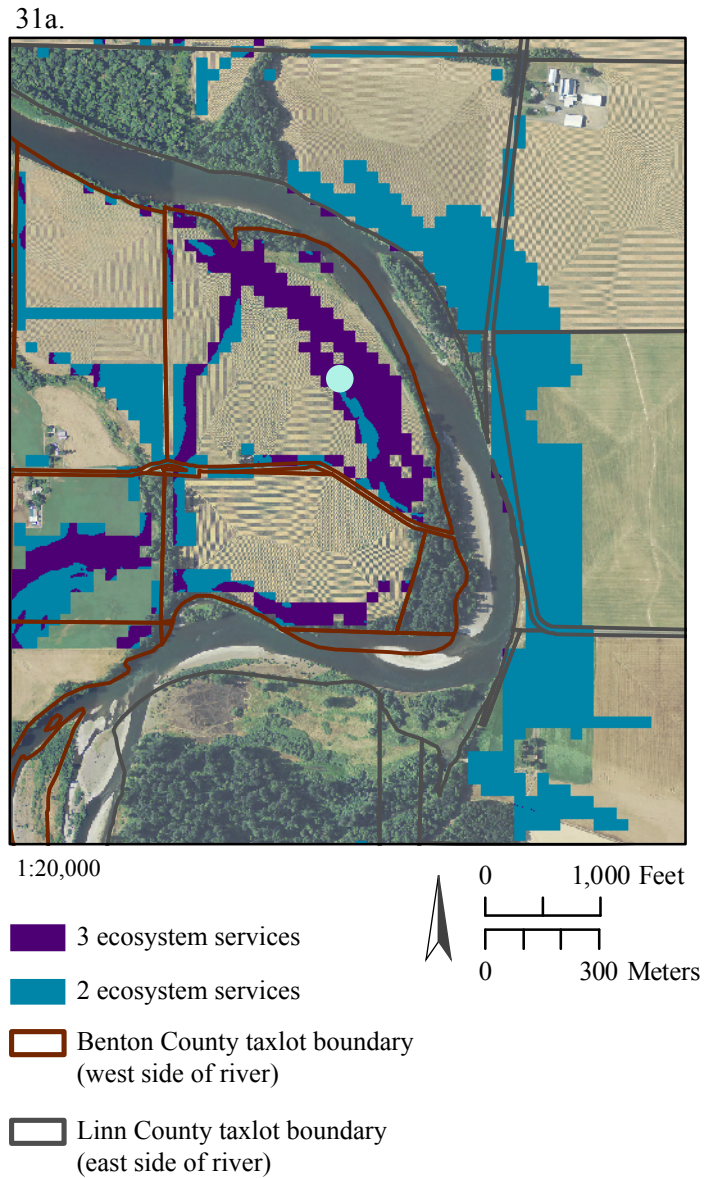 31a.
1:20,000
0 1,000 Feet
0 300 Meters
3 ecosystem services
2 ecosystem services
Benton County taxlot boundary
(west side of river)
Linn County taxlot boundary
(east side of river)